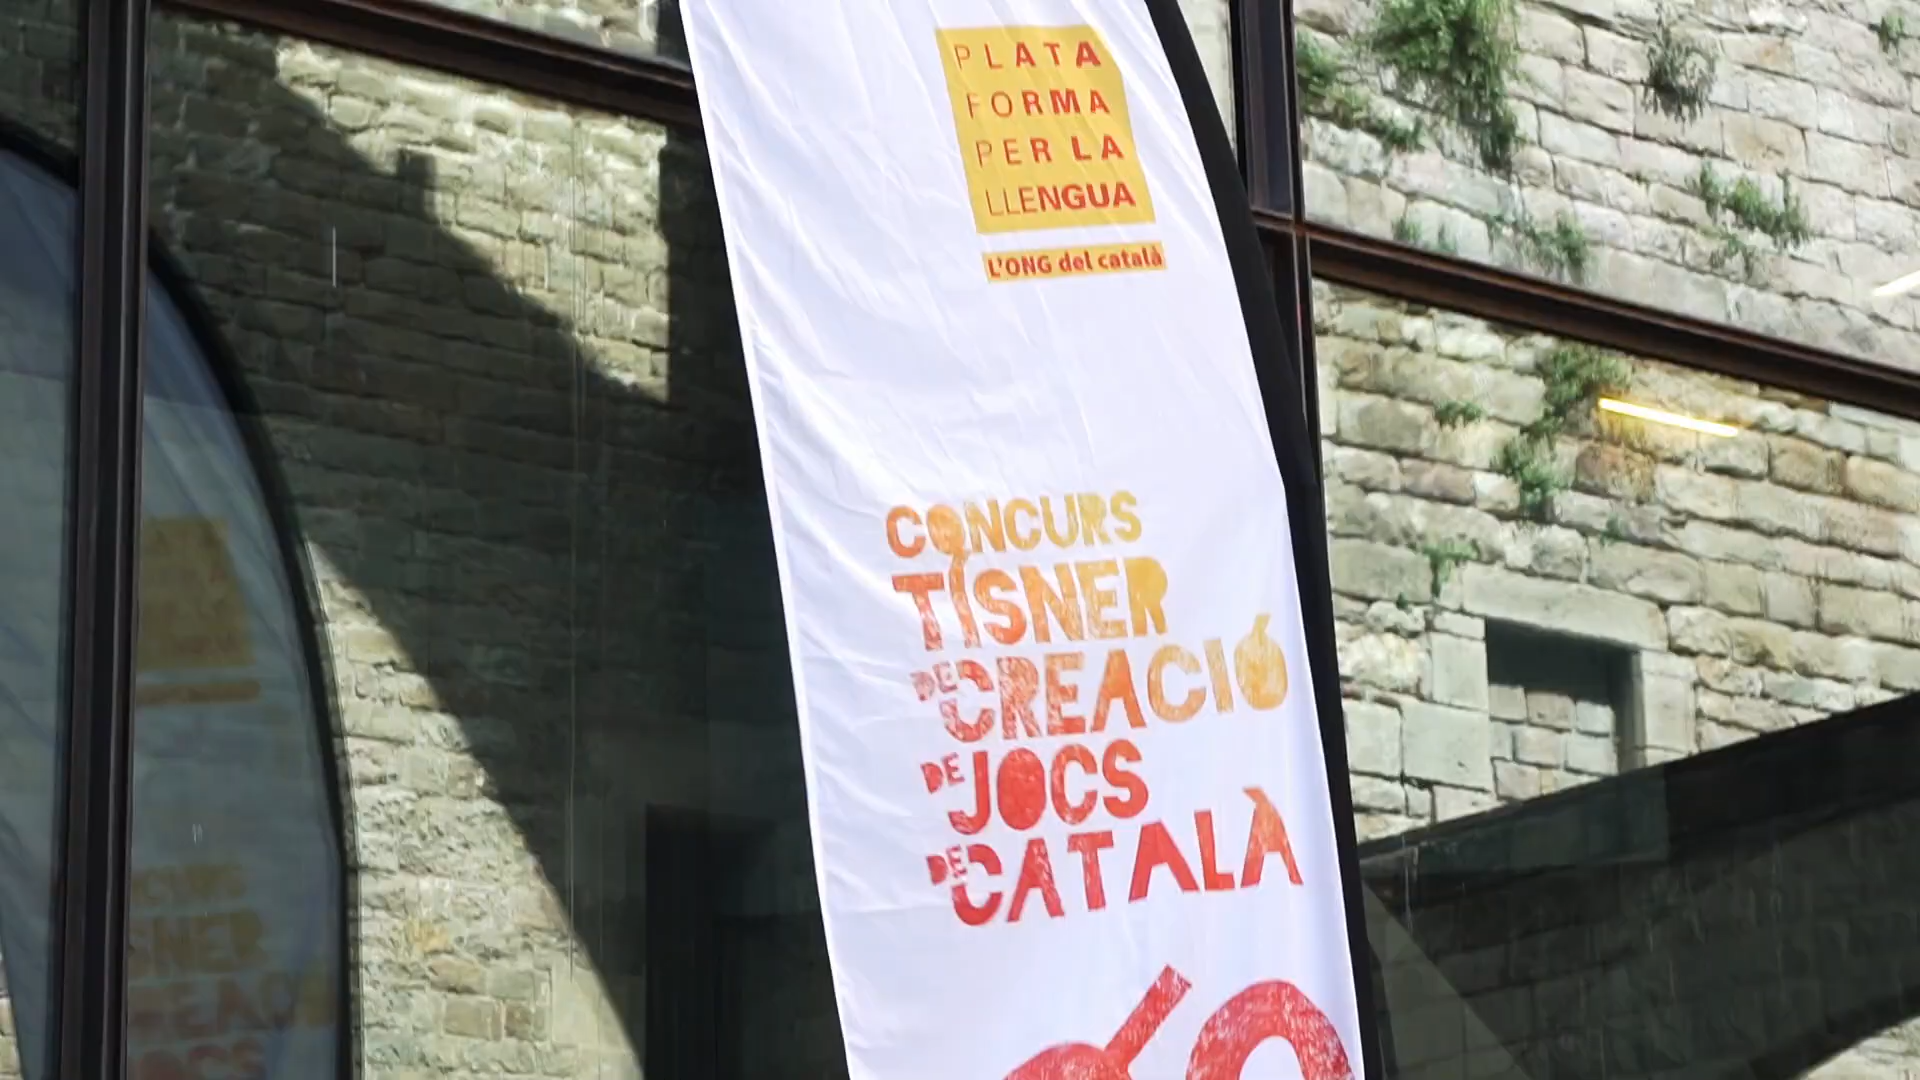 PLATA
FORMA
PER LA
LLENGUA
L'ONG del català
CONCURS
TÍSNER
DE CREACIÓ
DE JOCS
DE CATALÀ